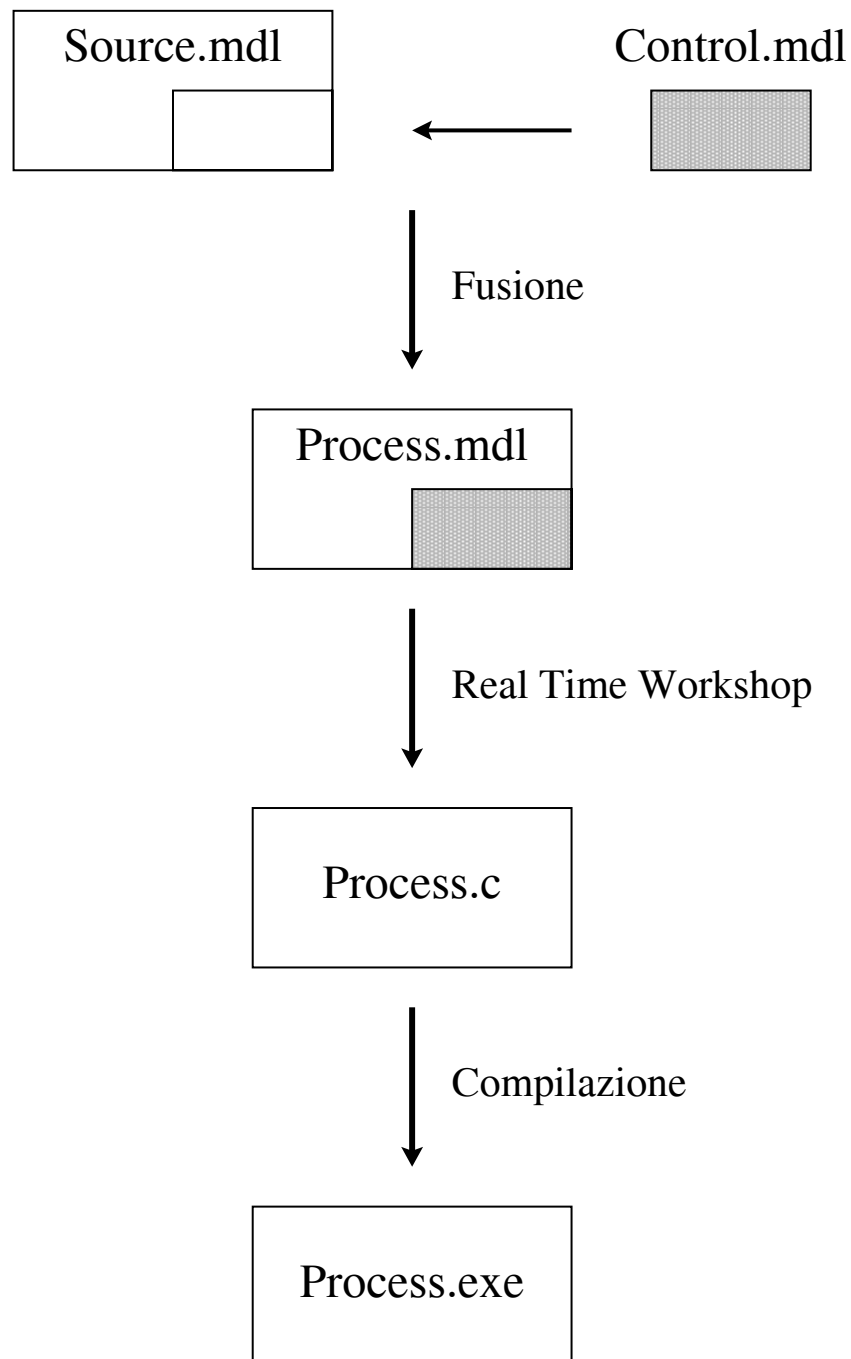 Source.mdl
Control.mdl
Fusione
Process.mdl
Real Time Workshop
Process.c
Compilazione
Process.exe